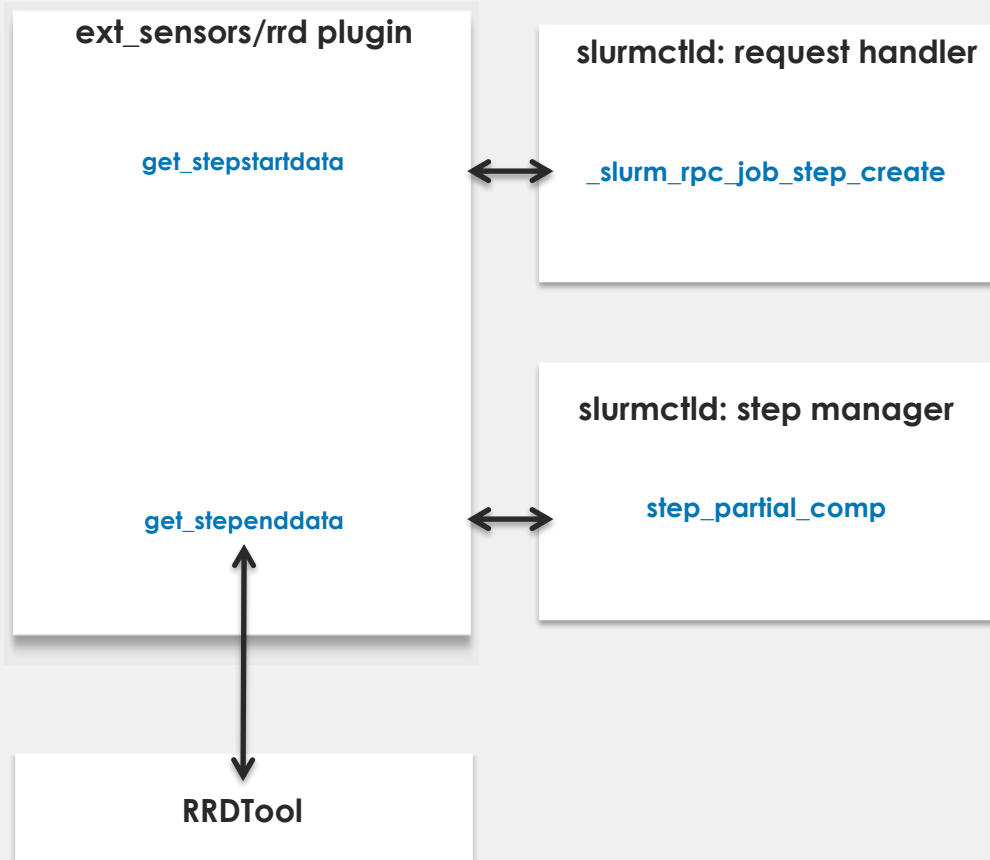 ext_sensors/rrd plugin
get_stepstartdata
get_stependdata
slurmctld: request handler
_slurm_rpc_job_step_create
slurmctld: step manager
step_partial_comp
RRDTool